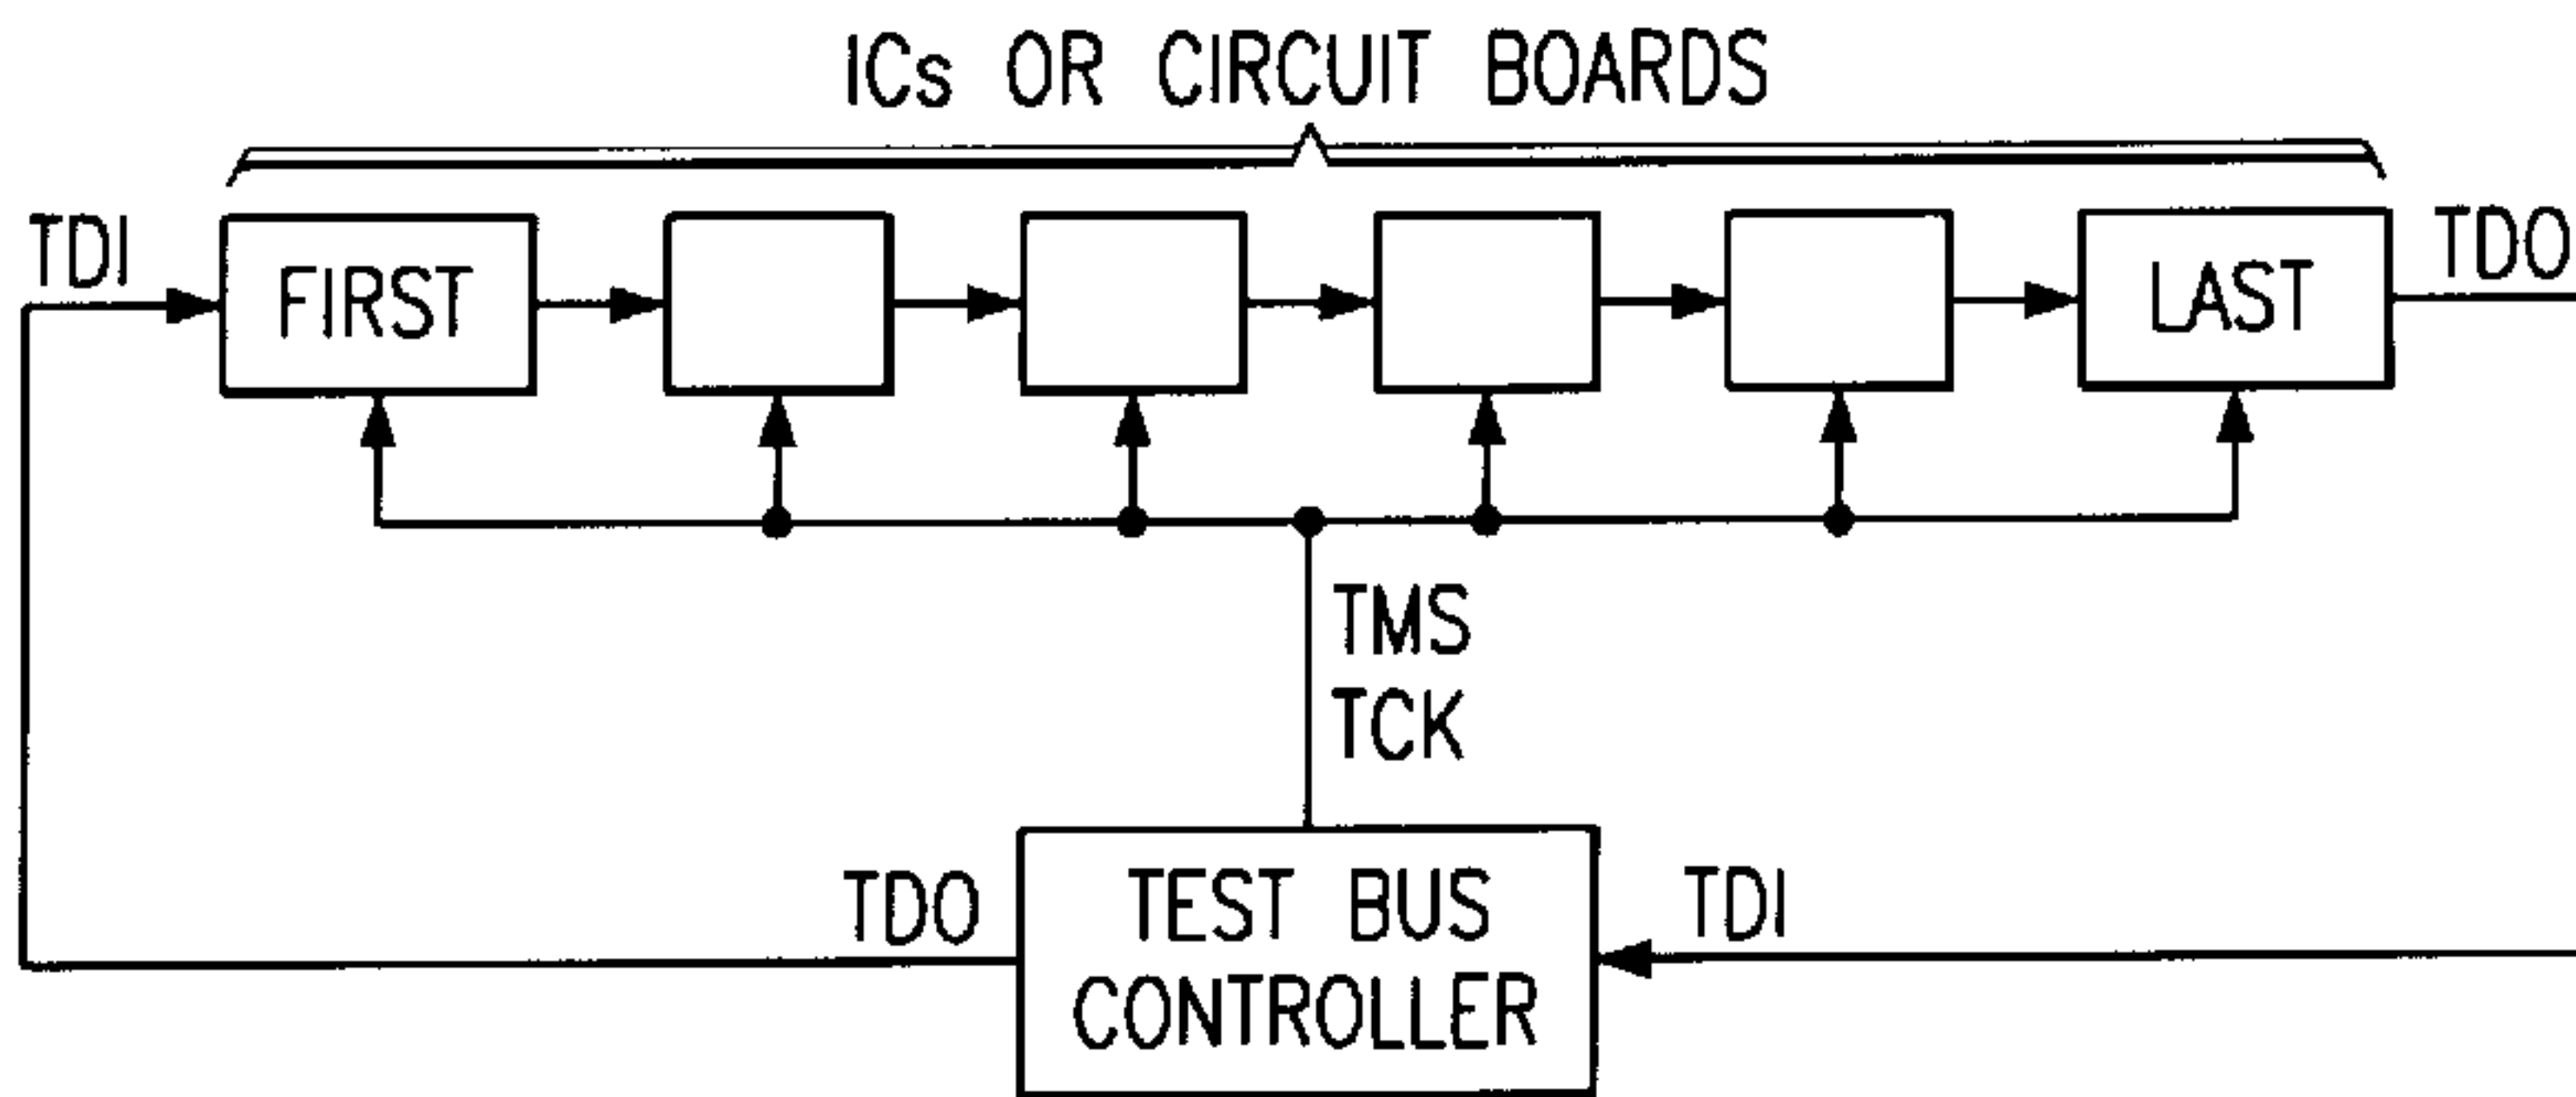 ICs OR CIRCUIT BOARDS
TDI
FIRST
LAST
TDO
TMS
TCK
TDO
TEST BUS
CONTROLLER
TDI